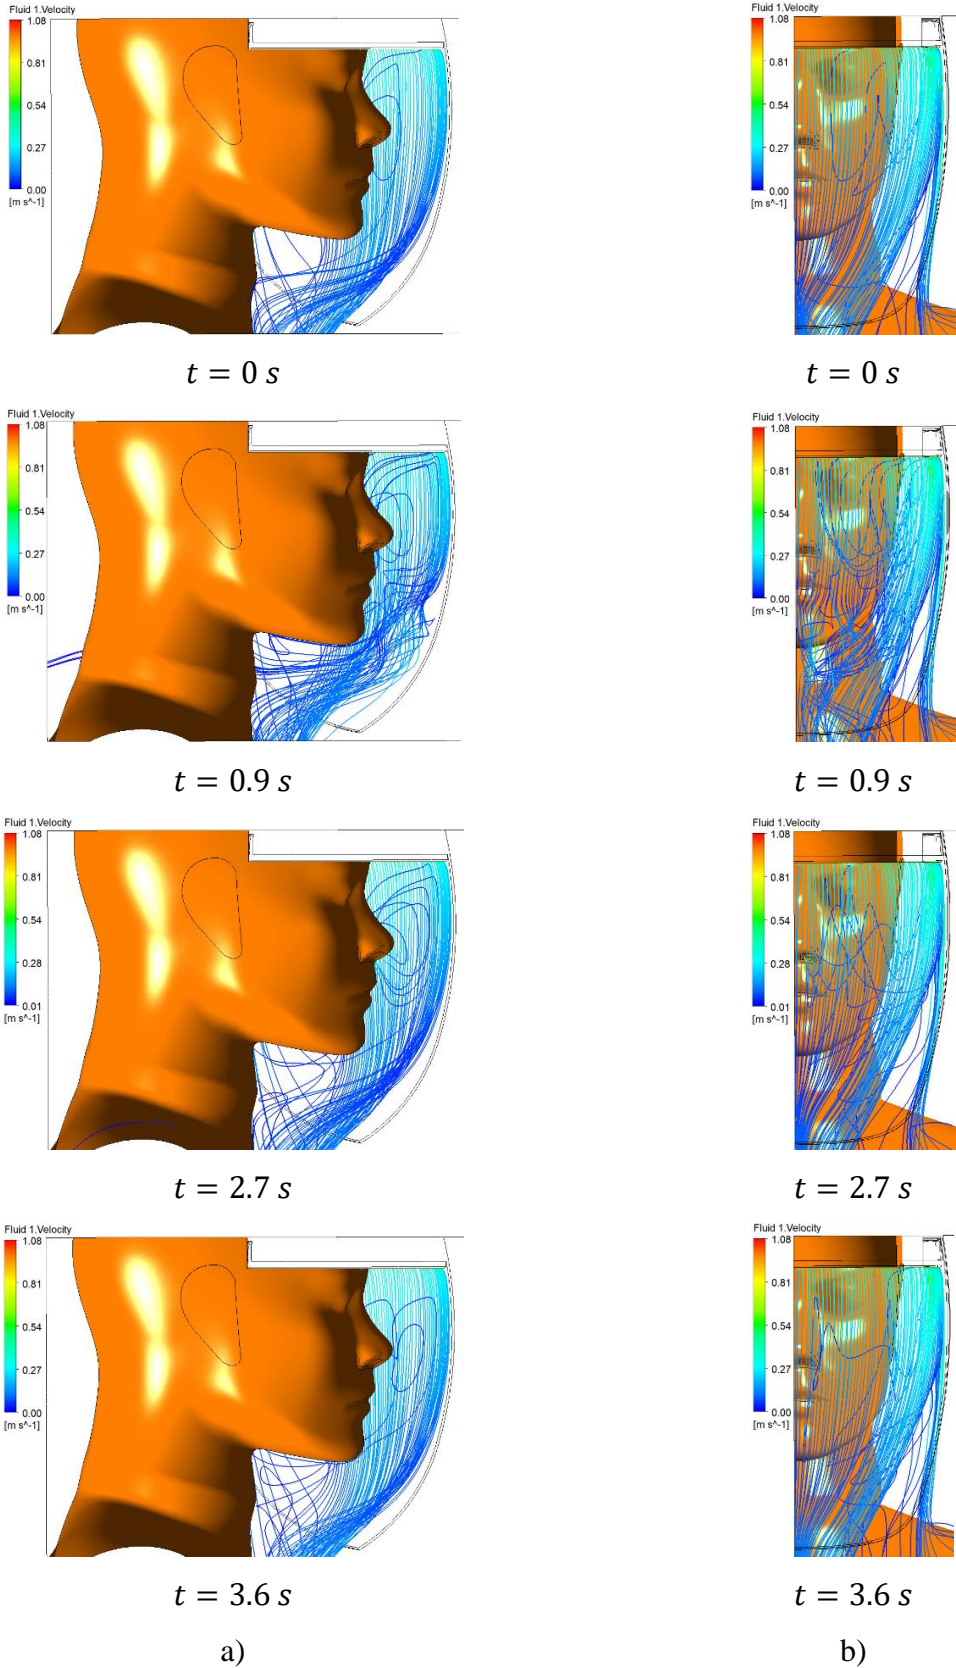 Fluid 1.Velocity
1.08
0.81
0.54
0.27
0.00
[m s^-1]
Fluid 1.Velocity
1.08
0.81
0.54
0.27
0.00
[m s^-1]
t = 0 s
t = 0 s
Fluid 1.Velocity
1.08
0.81
0.54
0.27
0.00
[m s^-1]
Fluid 1.Velocity
1.08
0.81
0.54
0.27
0.00
[m s^-1]
t = 0.9 s
t = 0.9 s
Fluid 1.Velocity
1.08
0.81
0.54
0.28
0.01
[m s^-1]
Fluid 1.Velocity
1.08
0.81
0.54
0.28
0.01
[m s^-1]
t = 2.7 s
t = 2.7 s
Fluid 1.Velocity
1.08
0.81
0.54
0.27
0.00
[m s^-1]
Fluid 1.Velocity
1.08
0.81
0.54
0.27
0.00
[m s^-1]
t = 3.6 s
t = 3.6 s
a)
b)